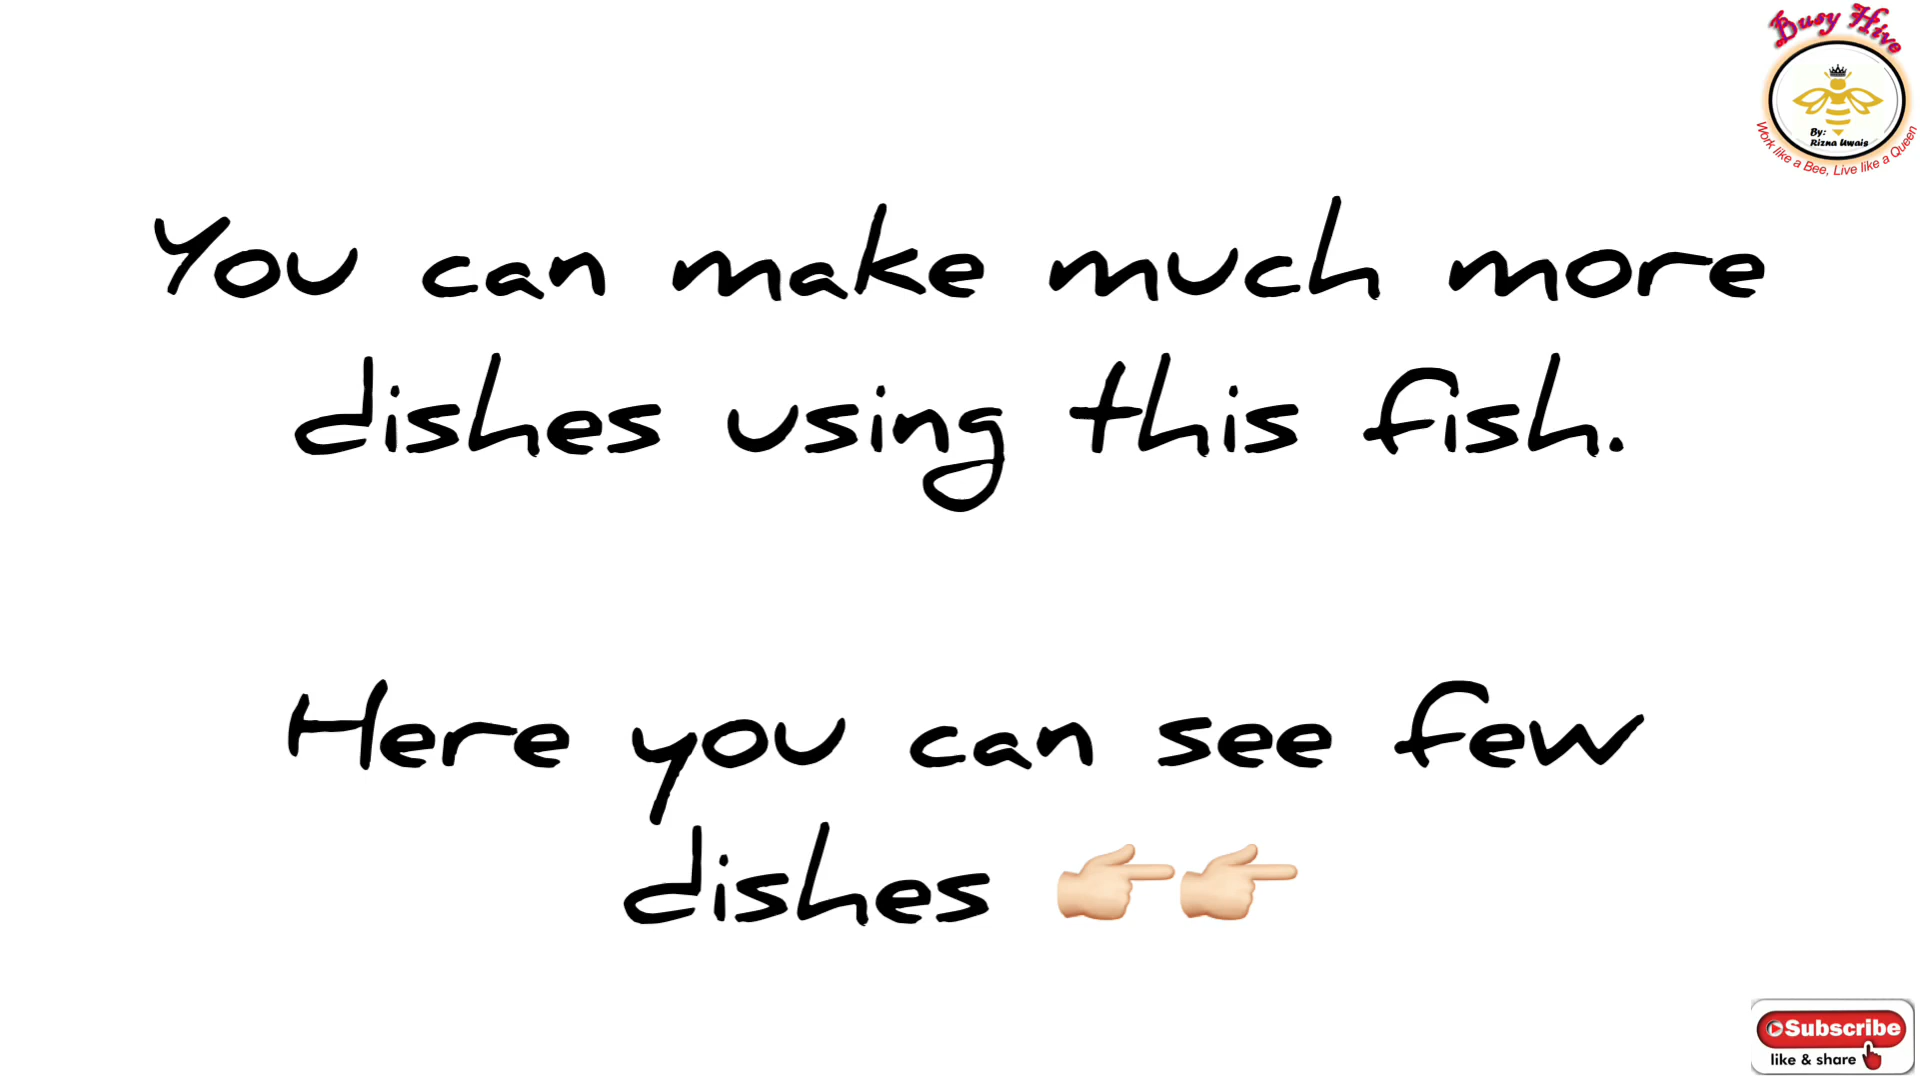 Busy Hive
By:
Rizna Uwais
Work like a Bee, Live like a Queen
You can make much more
dishes using this fish.
Here you can see few
dishes 👉🏻👉🏻
Subscribe
like & share